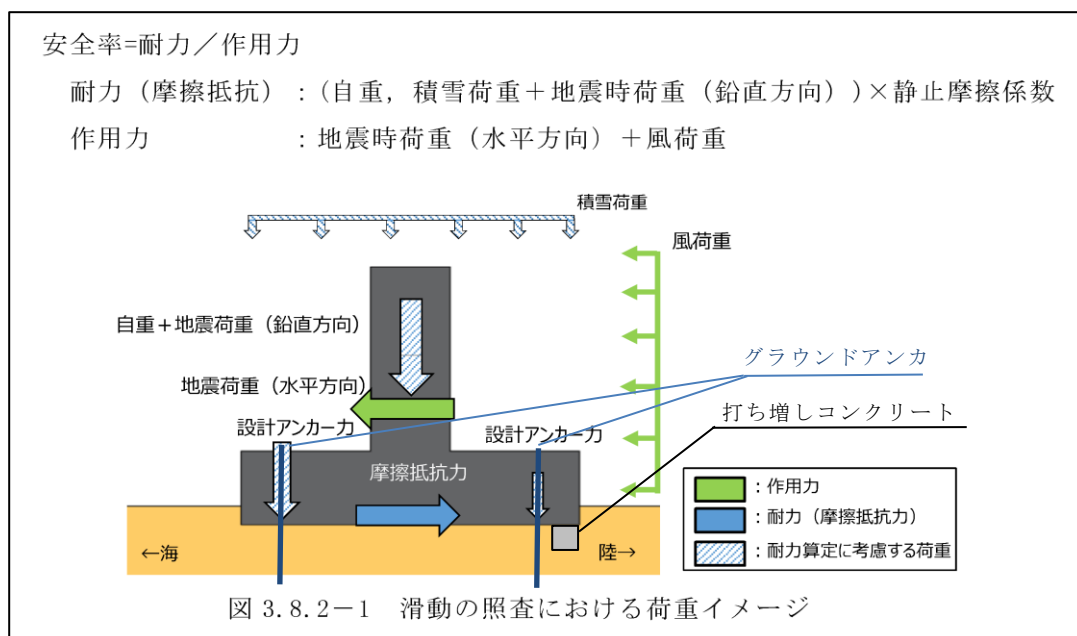 安全率=耐力／作用力
耐力（摩擦抵抗）：(自重，積雪荷重＋地震時荷重（鉛直方向）)×静止摩擦係数
作用力　　　　：地震時荷重（水平方向）＋風荷重
積雪荷重
風荷重
自重＋地震荷重（鉛直方向）
グラウンドアンカ
地震荷重（水平方向）
打ち増しコンクリート
設計アンカー力
設計アンカー力
摩擦抵抗力
：作用力
：耐力（摩擦抵抗力）
：耐力算定に考慮する荷重
←海
陸→
図 3.8.2－1　滑動の照査における荷重イメージ